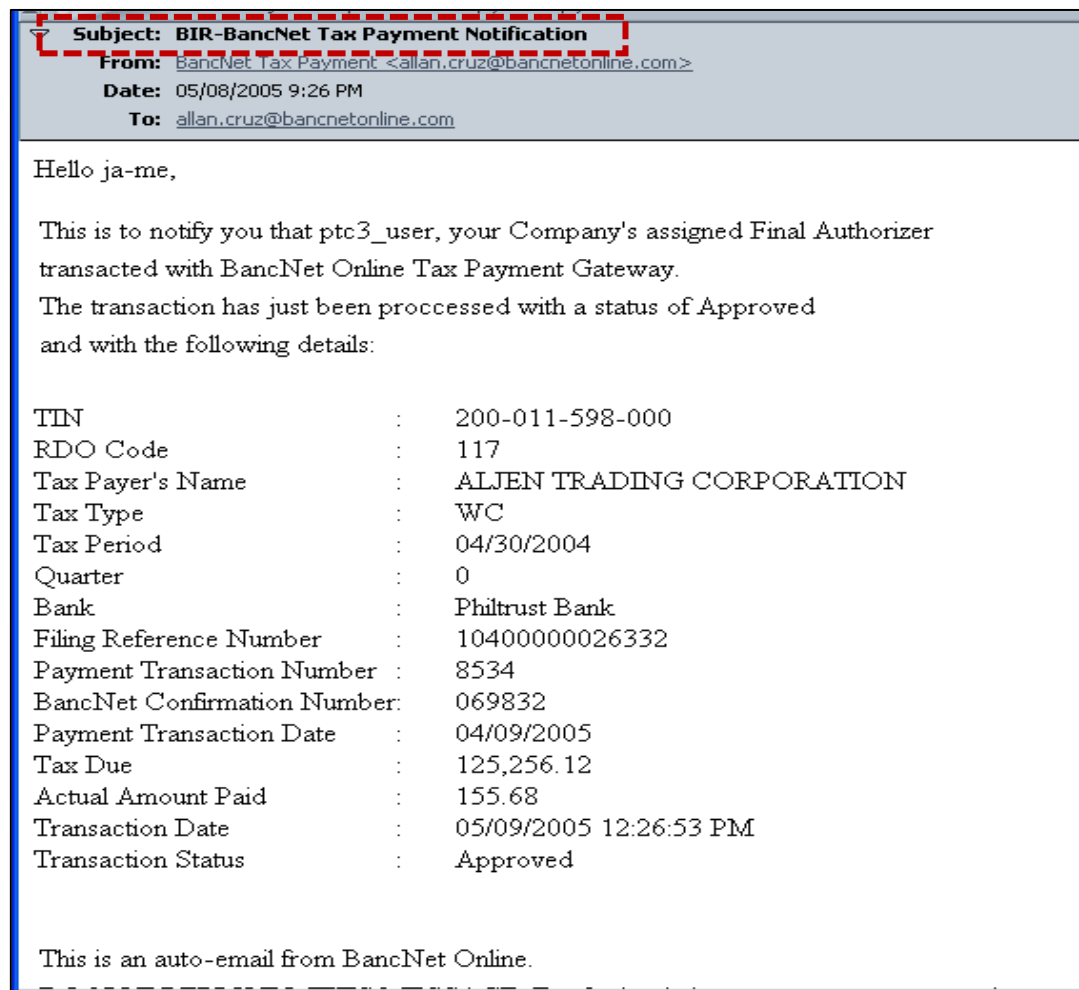 Subject: BIR-BancNet Tax Payment Notification
From: BancNet Tax Payment <allan.cruz@bancnetonline.com>
Date: 05/08/2005 9:26 PM
To: allan.cruz@bancnetonline.com
Hello ja-me,
This is to notify you that ptc3_user, your Company's assigned Final Authorizer
transacted with BancNet Online Tax Payment Gateway.
The transaction has just been proccessed with a status of Approved
and with the following details:
TIN : 200-011-598-000
RDO Code : 117
Tax Payer's Name : ALJEN TRADING CORPORATION
Tax Type : WC
Tax Period : 04/30/2004
Quarter : 0
Bank : Philtrust Bank
Filing Reference Number : 10400000026332
Payment Transaction Number : 8534
BancNet Confirmation Number: 069832
Payment Transaction Date : 04/09/2005
Tax Due : 125,256.12
Actual Amount Paid : 155.68
Transaction Date : 05/09/2005 12:26:53 PM
Transaction Status : Approved
This is an auto-email from BancNet Online.